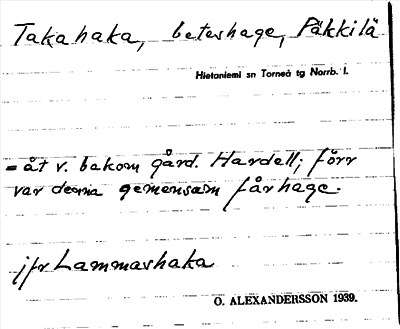 Takahaka, beteshage, Päkkilä
Hietaniemi sn Torneå tg Norrb. l.
= åt v. bakom gård. Hardell; förr
var denna gemensam fårhage.
jfr Lammashaka
O. ALEXANDERSSON 1939.